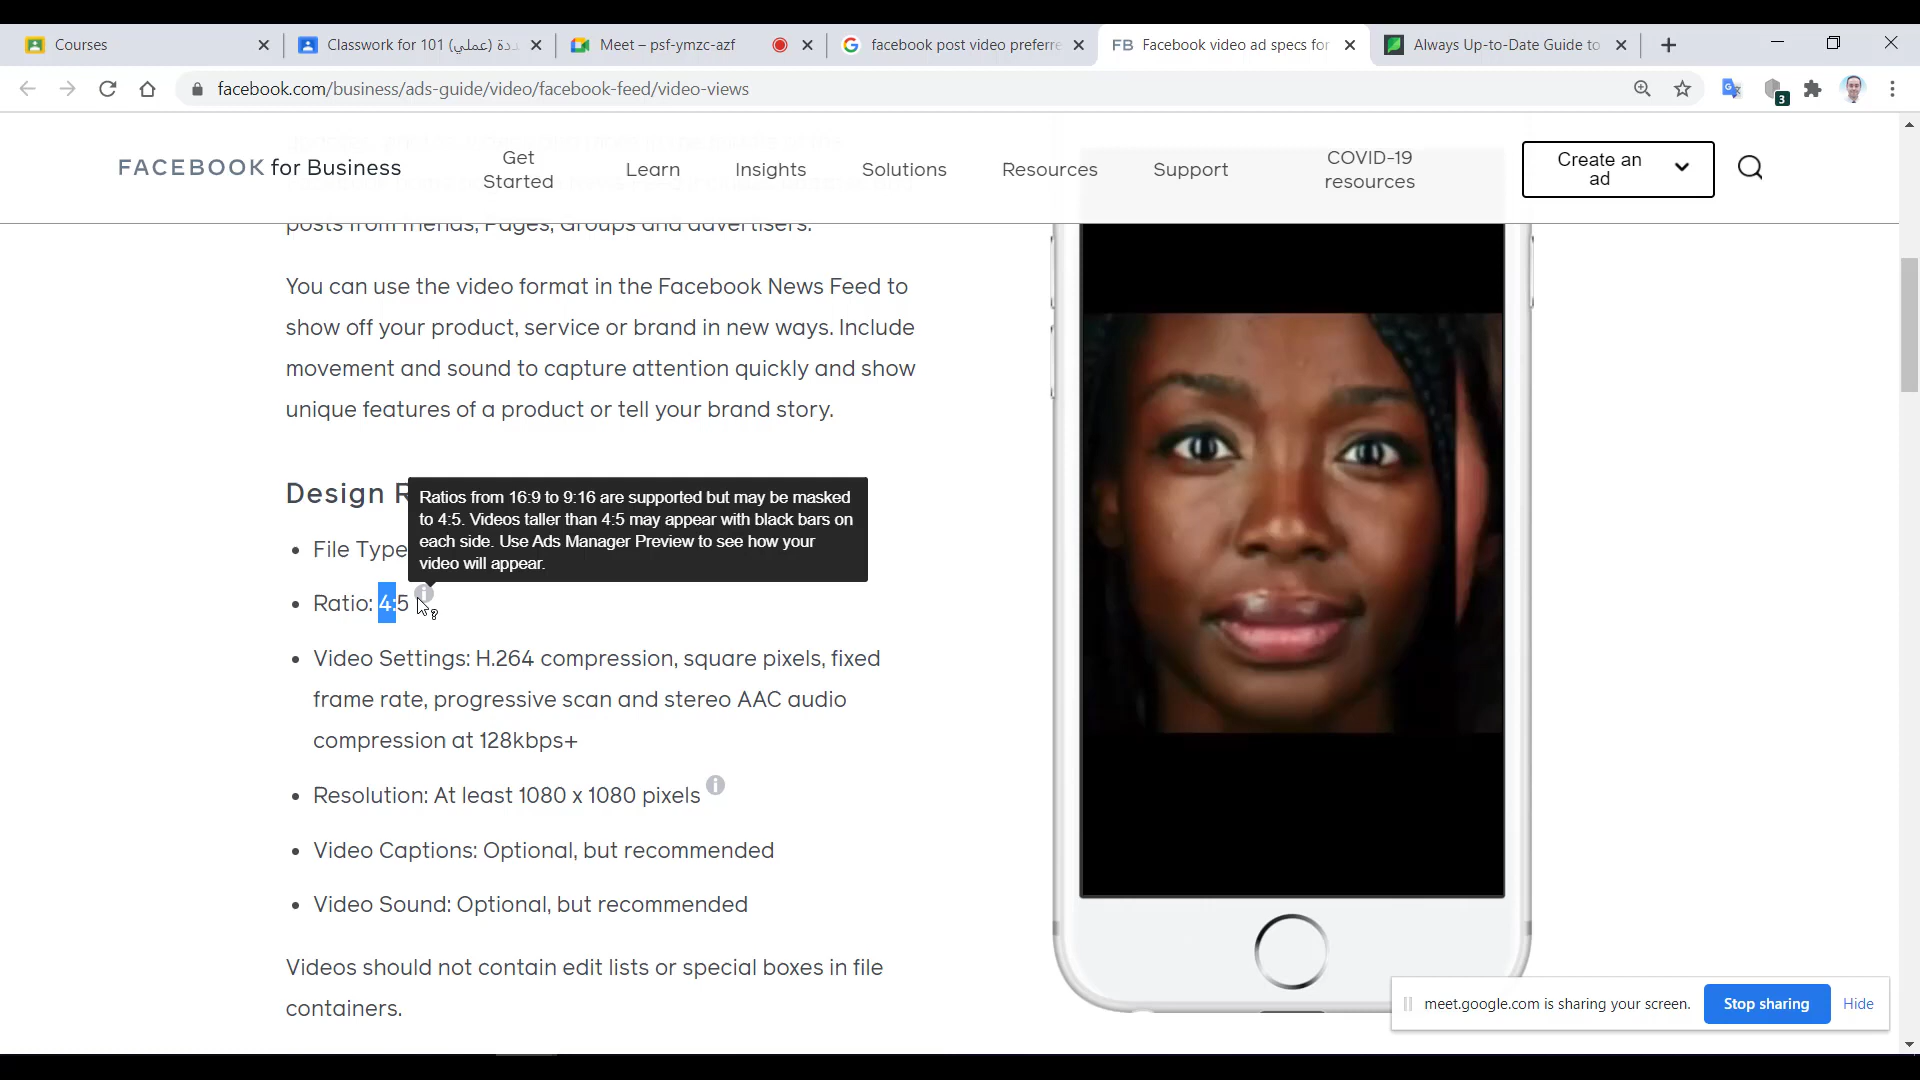 Courses
Classwork for 101 (عملي) دة
Meet – psf-ymzc-azf
facebook post video preferre
FB Facebook video ad specs for
Always Up-to-Date Guide to
facebook.com/business/ads-guide/video/facebook-feed/video-views
3
FACEBOOK for Business
Get Started
Learn
Insights
Solutions
Resources
Support
COVID-19 resources
Create an ad
posts from friends, Pages, Groups and advertisers.
You can use the video format in the Facebook News Feed to
show off your product, service or brand in new ways. Include
movement and sound to capture attention quickly and show
unique features of a product or tell your brand story.
Design R
Ratios from 16:9 to 9:16 are supported but may be masked
to 4:5. Videos taller than 4:5 may appear with black bars on
each side. Use Ads Manager Preview to see how your
video will appear.
• File Type
• Ratio: 4:5
• Video Settings: H.264 compression, square pixels, fixed
frame rate, progressive scan and stereo AAC audio
compression at 128kbps+
• Resolution: At least 1080 x 1080 pixels
• Video Captions: Optional, but recommended
• Video Sound: Optional, but recommended
Videos should not contain edit lists or special boxes in file
containers.
meet.google.com is sharing your screen.
Stop sharing
Hide